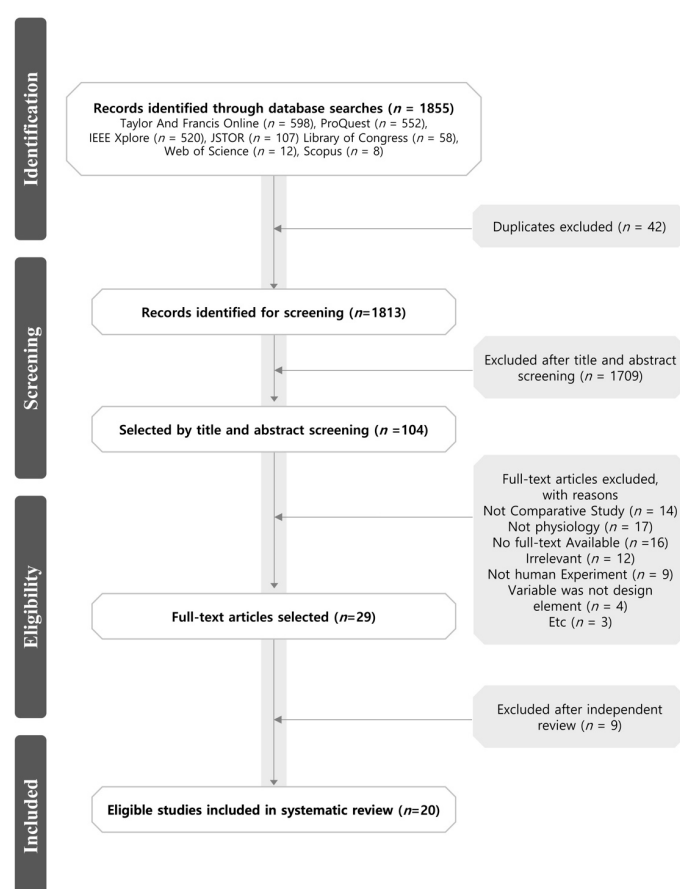 Identification
Records identified through database searches (n = 1855)
Taylor And Francis Online (n = 598), ProQuest (n = 552),
IEEE Xplore (n = 520), JSTOR (n = 107) Library of Congress (n = 58),
Web of Science (n = 12), Scopus (n = 8)
Duplicates excluded (n = 42)
Screening
Records identified for screening (n=1813)
Excluded after title and abstract
screening (n = 1709)
Selected by title and abstract screening (n =104)
Eligibility
Full-text articles excluded,
with reasons
Not Comparative Study (n = 14)
Not physiology (n = 17)
No full-text Available (n =16)
Irrelevant (n = 12)
Not human Experiment (n = 9)
Variable was not design
element (n = 4)
Etc (n = 3)
Full-text articles selected (n=29)
Excluded after independent
review (n = 9)
Included
Eligible studies included in systematic review (n=20)